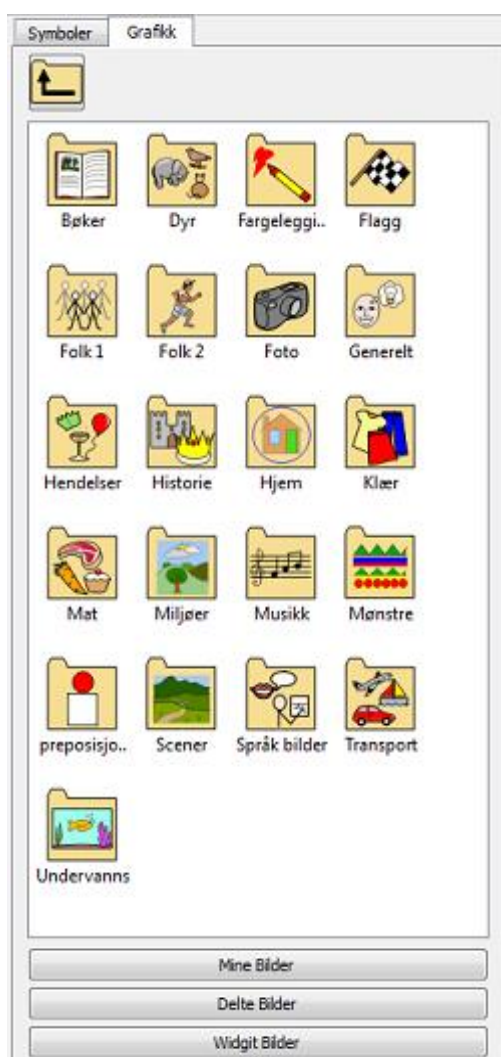 Symboler Grafikk
Bøker Dyr Fargeleggi.. Flagg
Folk 1 Folk 2 Foto Generelt
Hendelser Historie Hjem Klær
Mat Miljøer Musikk Mønstre
preposisjo.. Scener Språk bilder Transport
Undervanns
Mine Bilder
Delte Bilder
Widgit Bilder